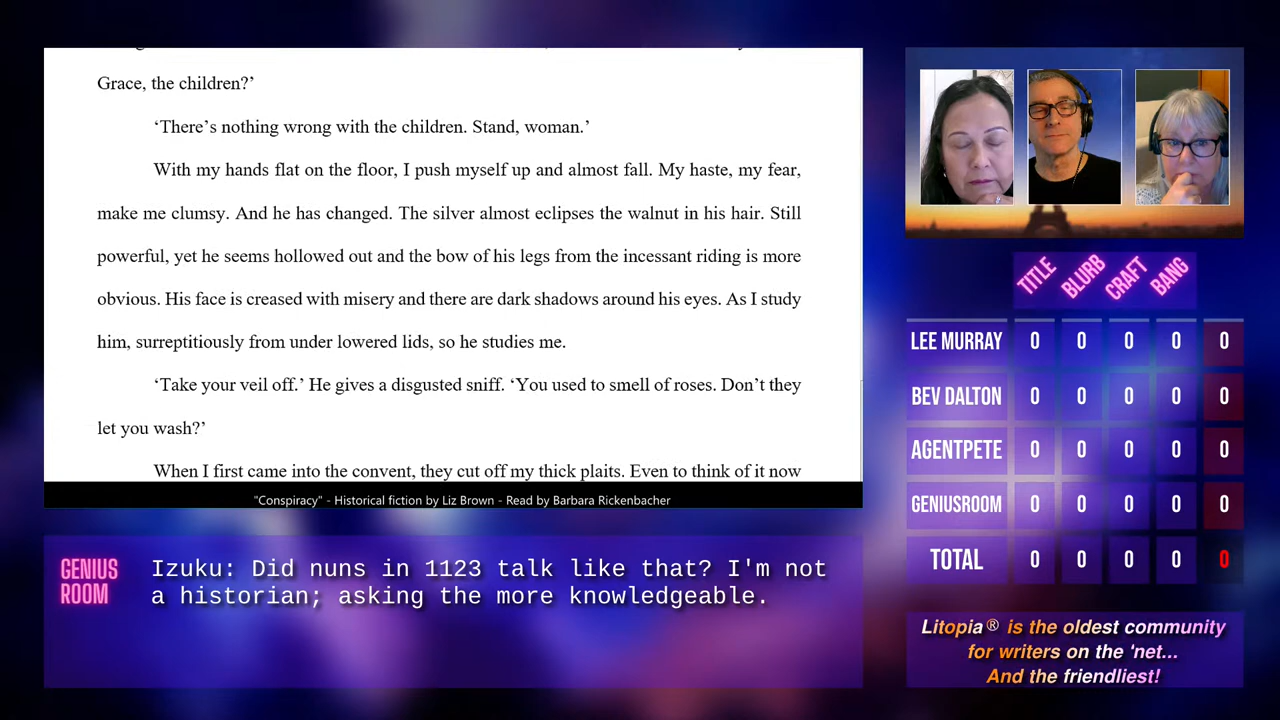 Grace, the children?’
‘There’s nothing wrong with the children. Stand, woman.’
With my hands flat on the floor, I push myself up and almost fall. My haste, my fear,
make me clumsy. And he has changed. The silver almost eclipses the walnut in his hair. Still
powerful, yet he seems hollowed out and the bow of his legs from the incessant riding is more
obvious. His face is creased with misery and there are dark shadows around his eyes. As I study
him, surreptitiously from under lowered lids, so he studies me.
‘Take your veil off.’ He gives a disgusted sniff. ‘You used to smell of roses. Don’t they
let you wash?’
When I first came into the convent, they cut off my thick plaits. Even to think of it now
"Conspiracy" - Historical fiction by Liz Brown - Read by Barbara Rickenbacher
GENIUS
ROOM
Izuku: Did nuns in 1123 talk like that? I'm not
a historian; asking the more knowledgeable.
TITLE BLURB CRAFT BANG
LEE MURRAY 0 0 0 0 0
BEV DALTON 0 0 0 0 0
AGENTPETE 0 0 0 0 0
GENIUSROOM 0 0 0 0 0
TOTAL 0 0 0 0 0
Litopia® is the oldest community
for writers on the 'net...
And the friendliest!